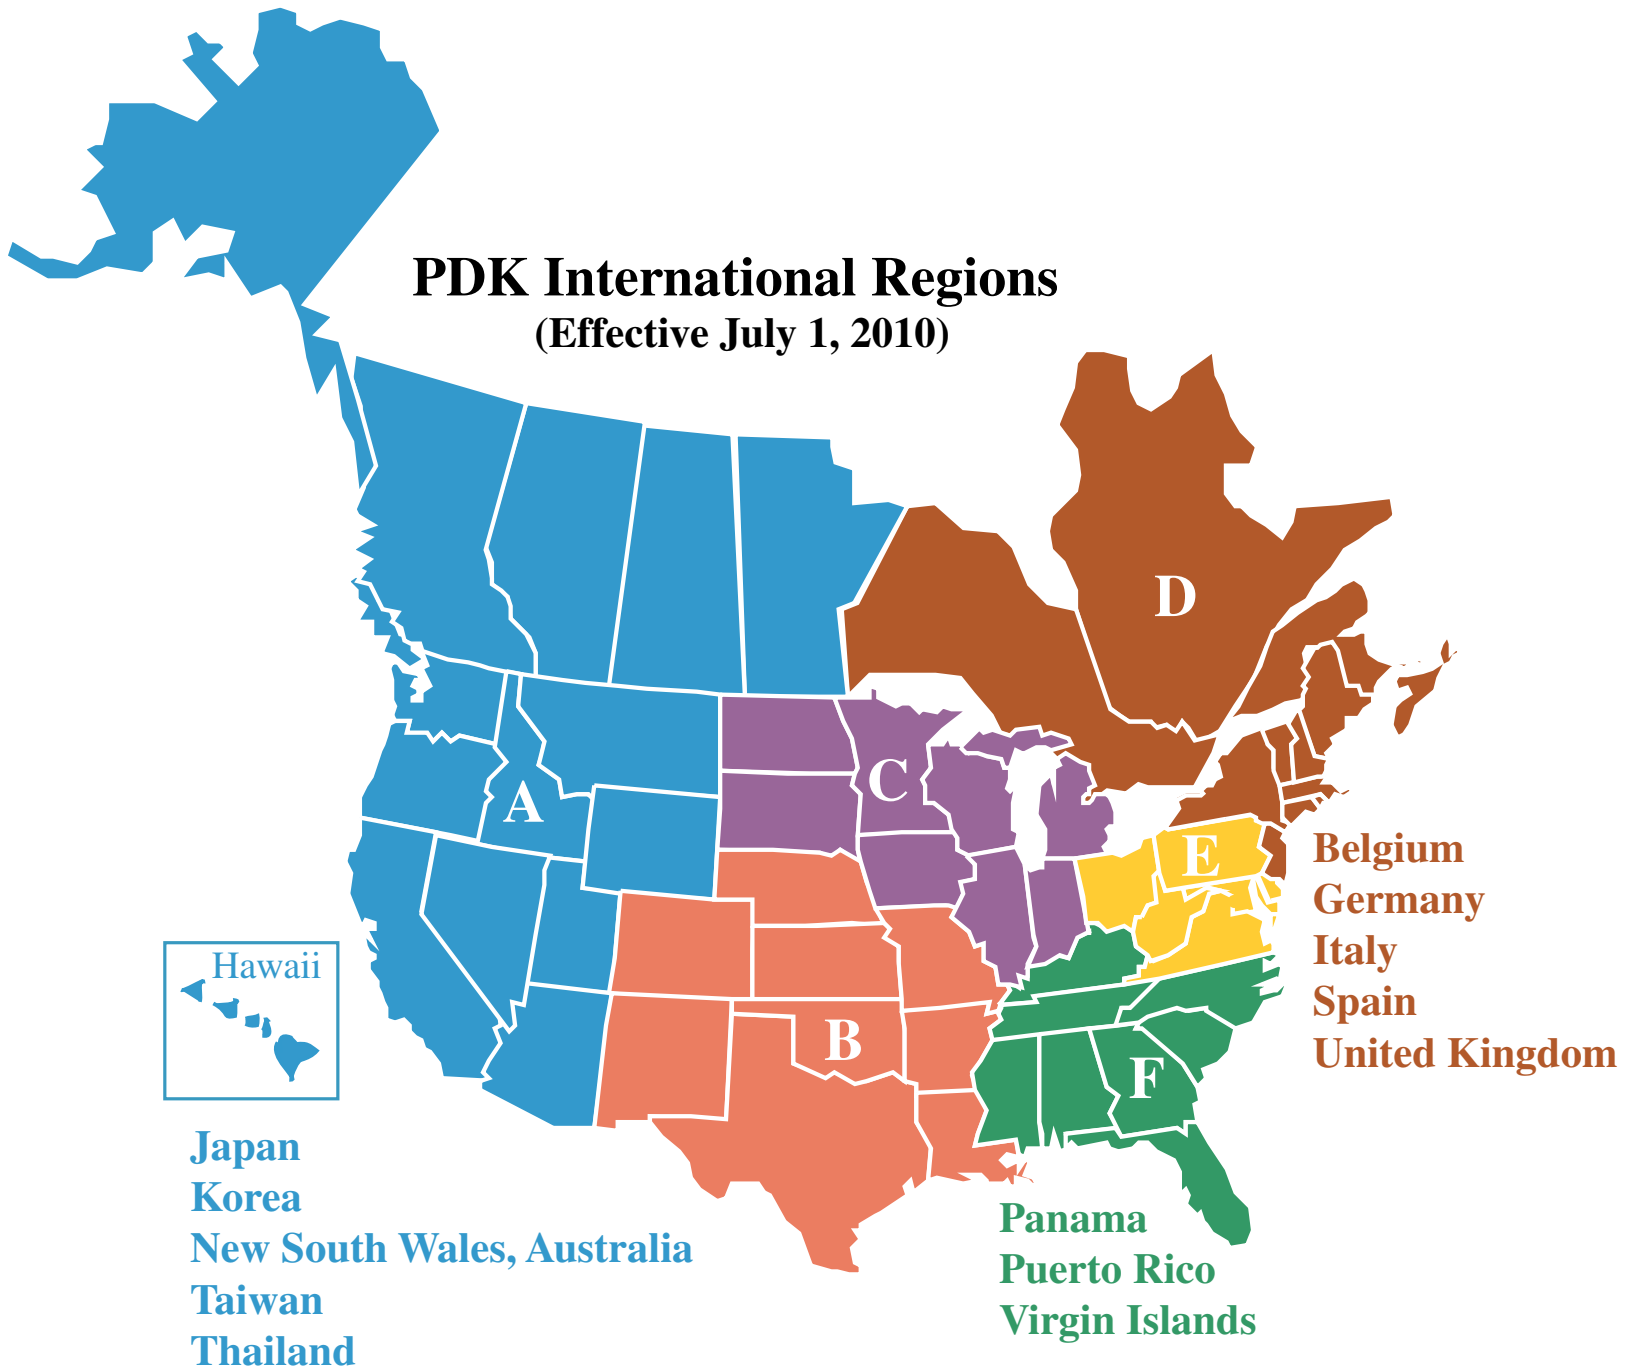 PDK International Regions
(Effective July 1, 2010)
D
C
A
E
B
F
Hawaii
Belgium
Germany
Italy
Spain
United Kingdom
Japan
Korea
New South Wales, Australia
Taiwan
Thailand
Panama
Puerto Rico
Virgin Islands